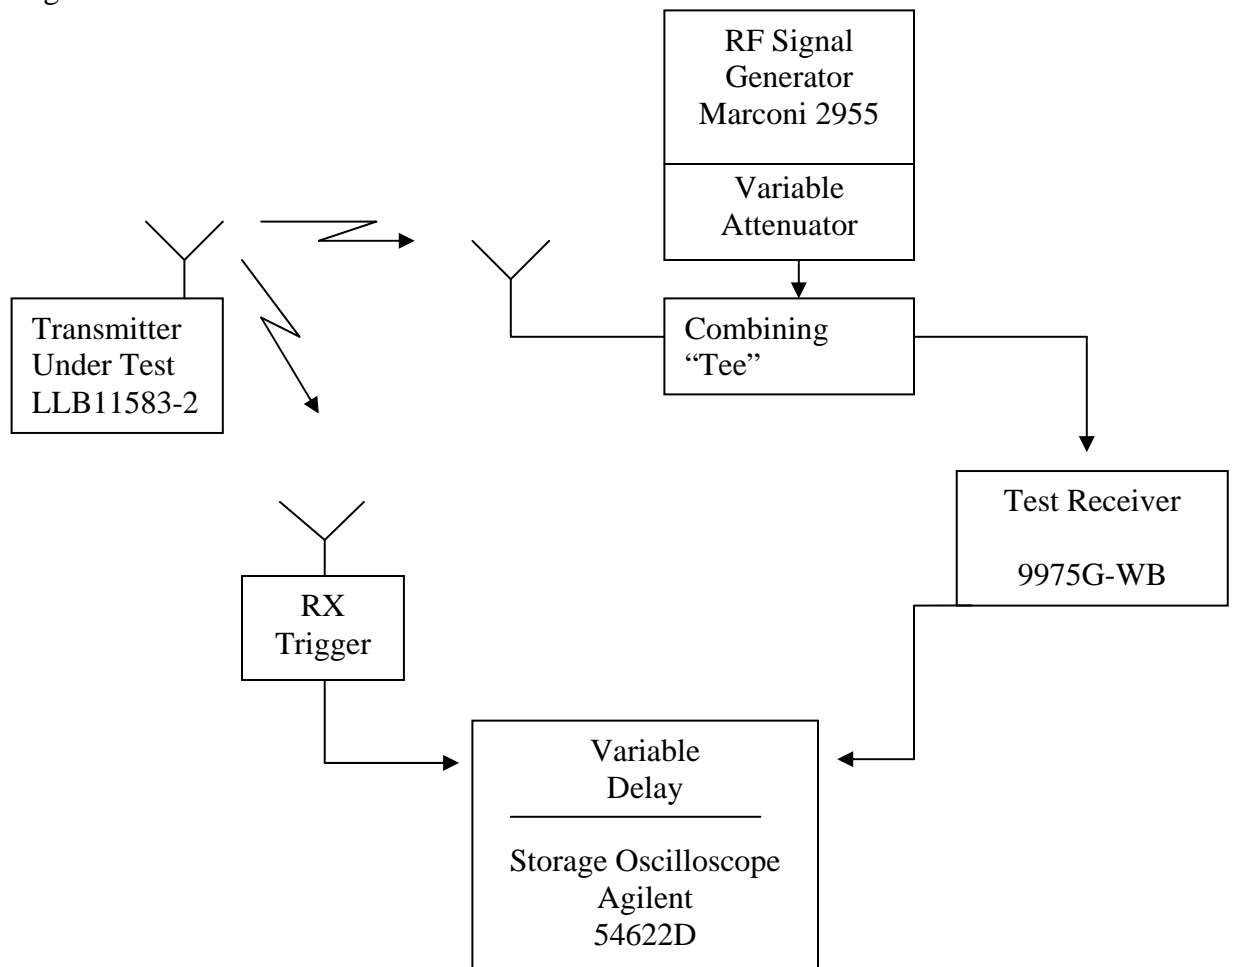 RF Signal
Generator
Marconi 2955
Variable
Attenuator
Transmitter
Under Test
LLB11583-2
Combining
“Tee”
Test Receiver
9975G-WB
RX
Trigger
Variable
Delay
Storage Oscilloscope
Agilent
54622D